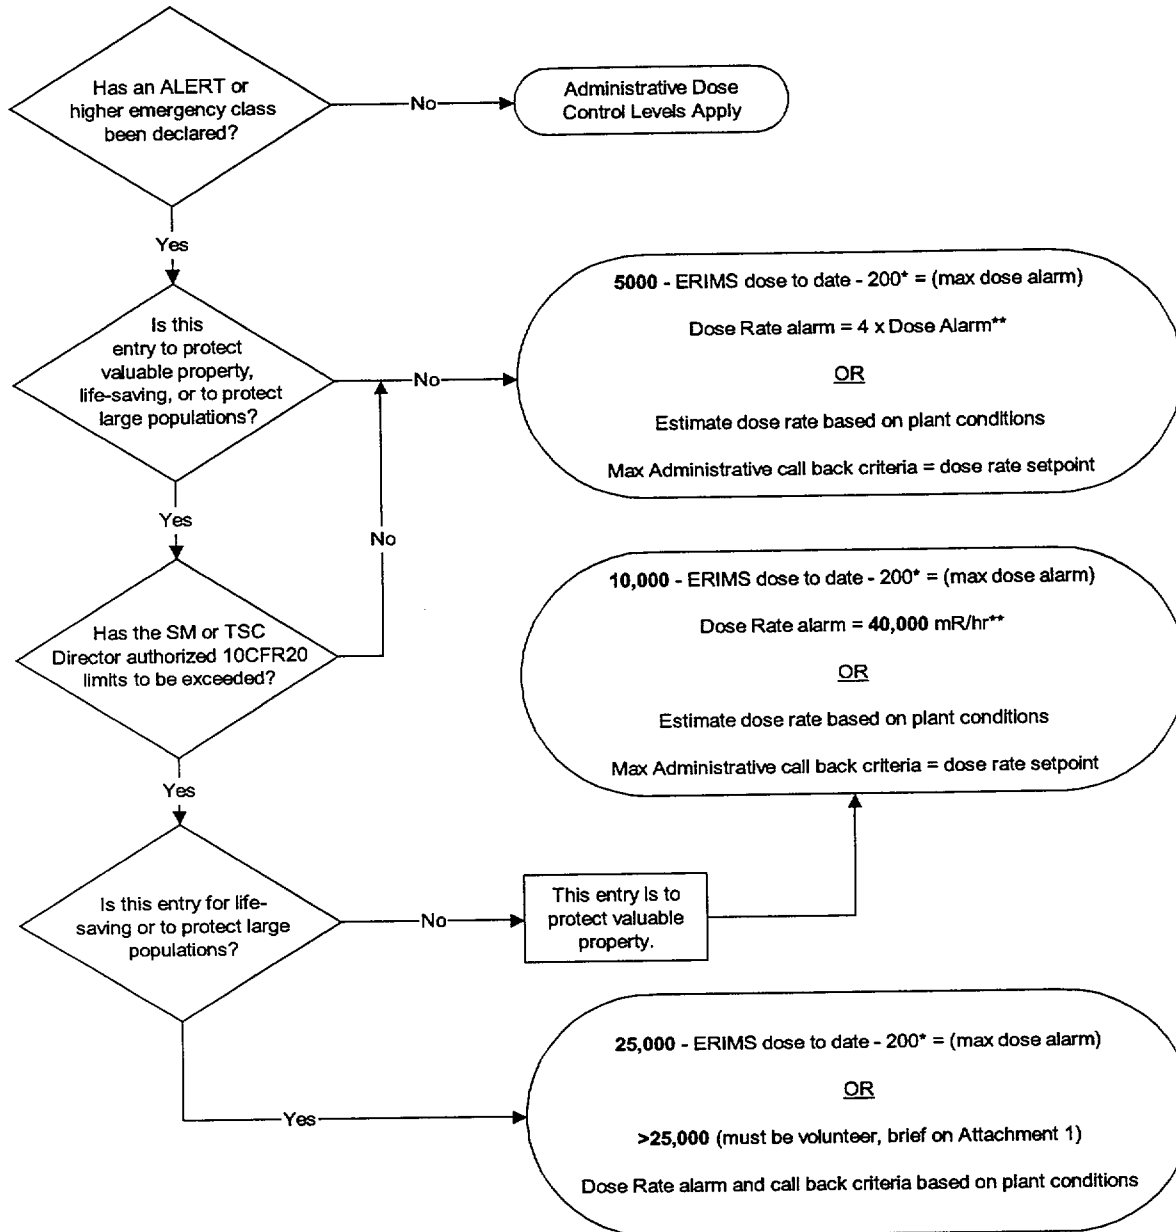 Has an ALERT or
higher emergency class
been declared?
No
Administrative Dose
Control Levels Apply
Yes
Is this
entry to protect
valuable property,
life-saving, or to protect
large populations?
No
5000 - ERIMS dose to date - 200* = (max dose alarm)
Dose Rate alarm = 4 x Dose Alarm**
OR
Estimate dose rate based on plant conditions
Max Administrative call back criteria = dose rate setpoint
Yes
No
Has the SM or TSC
Director authorized 10CFR20
limits to be exceeded?
10,000 - ERIMS dose to date - 200* = (max dose alarm)
Dose Rate alarm = 40,000 mR/hr**
OR
Estimate dose rate based on plant conditions
Max Administrative call back criteria = dose rate setpoint
Yes
Is this entry for life-
saving or to protect large
populations?
No
This entry is to
protect valuable
property.
Yes
25,000 - ERIMS dose to date - 200* = (max dose alarm)
OR
>25,000 (must be volunteer, brief on Attachment 1)
Dose Rate alarm and call back criteria based on plant conditions